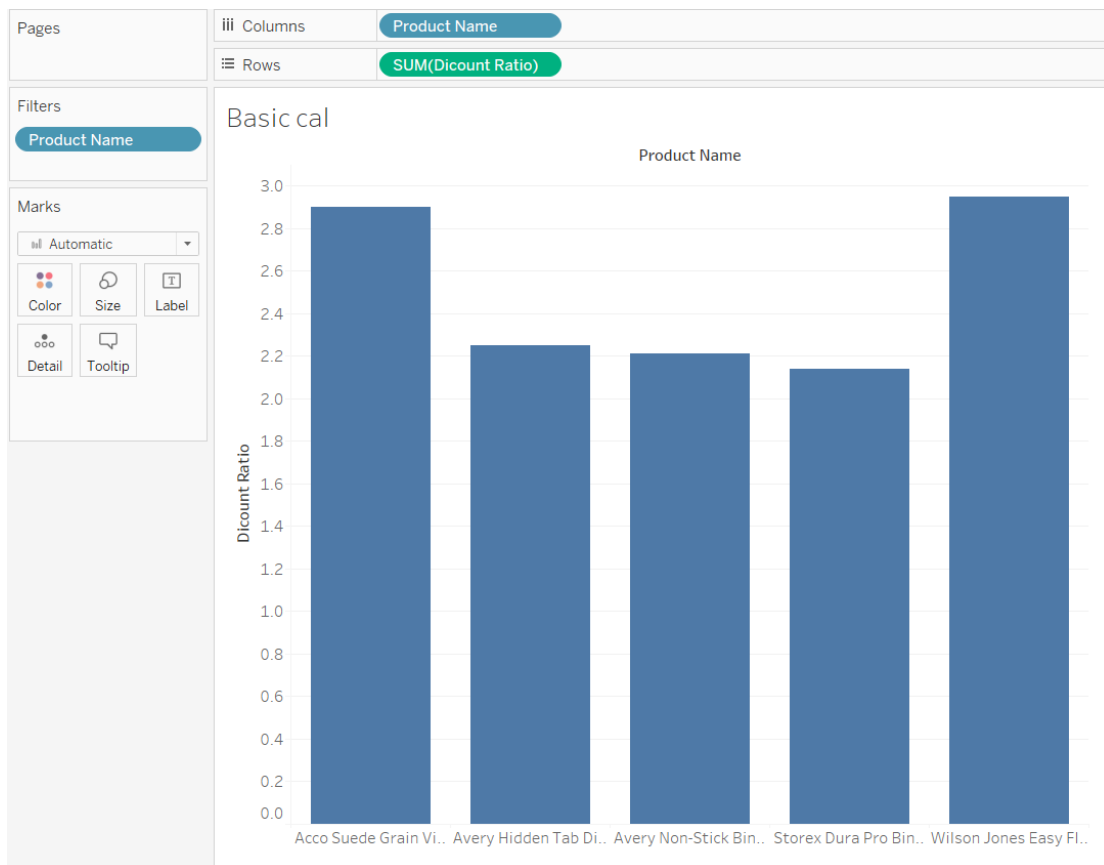 Pages
Columns
Product Name
Rows
SUM(Dicount Ratio)
Filters
Product Name
Marks
Automatic
Color
Size
Label
Detail
Tooltip
Basic cal
Product Name
Dicount Ratio
3.0
2.8
2.6
2.4
2.2
2.0
1.8
1.6
1.4
1.2
1.0
0.8
0.6
0.4
0.2
0.0
Acco Suede Grain Vi.. Avery Hidden Tab Di.. Avery Non-Stick Bin.. Storex Dura Pro Bin.. Wilson Jones Easy Fl..